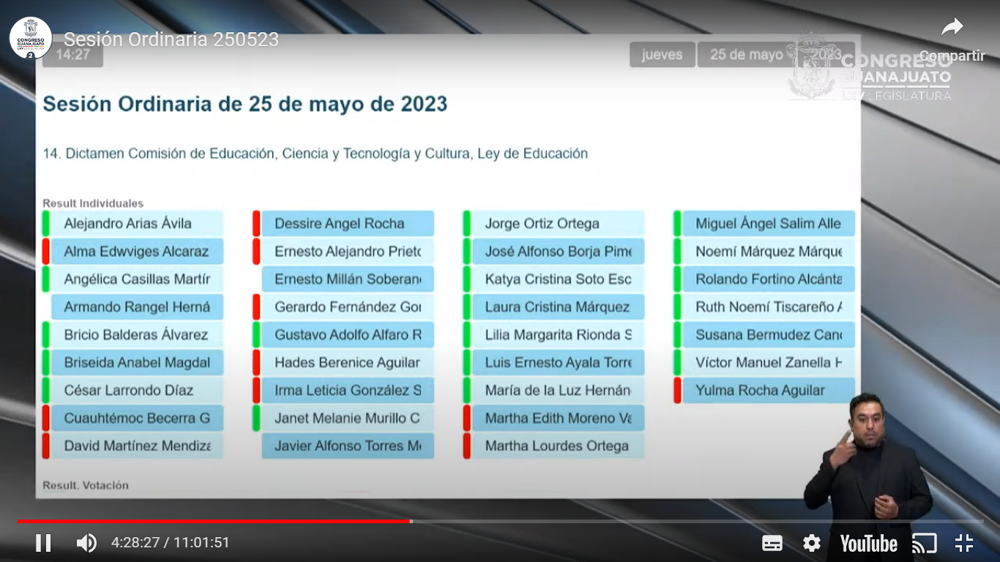 CONGRESO
GUANAJUATO
LXV LEGISLATURA
Sesión Ordinaria 250523
Compartir
14:27
jueves
25 de mayo
2023
CONGRESO
GUANAJUATO
LXV LEGISLATURA
Sesión Ordinaria de 25 de mayo de 2023
14. Dictamen Comisión de Educación, Ciencia y Tecnología y Cultura, Ley de Educación
Result Individuales
Alejandro Arias Ávila
Alma Edwviges Alcaraz
Angélica Casillas Martír
Armando Rangel Herná
Bricio Balderas Álvarez
Briseida Anabel Magdal
César Larrondo Díaz
Cuauhtémoc Becerra G
David Martínez Mendiza
Dessire Angel Rocha
Ernesto Alejandro Prieto
Ernesto Millán Soberan
Gerardo Fernández Gor
Gustavo Adolfo Alfaro R
Hades Berenice Aguilar
Irma Leticia González S
Janet Melanie Murillo C
Javier Alfonso Torres Me
Jorge Ortiz Ortega
José Alfonso Borja Pime
Katya Cristina Soto Esc
Laura Cristina Márquez
Lilia Margarita Rionda S
Luis Ernesto Ayala Torre
María de la Luz Hernán
Martha Edith Moreno Va
Martha Lourdes Ortega
Miguel Ángel Salim Alle
Noemí Márquez Márque
Rolando Fortino Alcánta
Ruth Noemí Tiscareño A
Susana Bermudez Canc
Víctor Manuel Zanella H
Yulma Rocha Aguilar
Result. Votación
4:28:27 / 11:01:51
YouTube